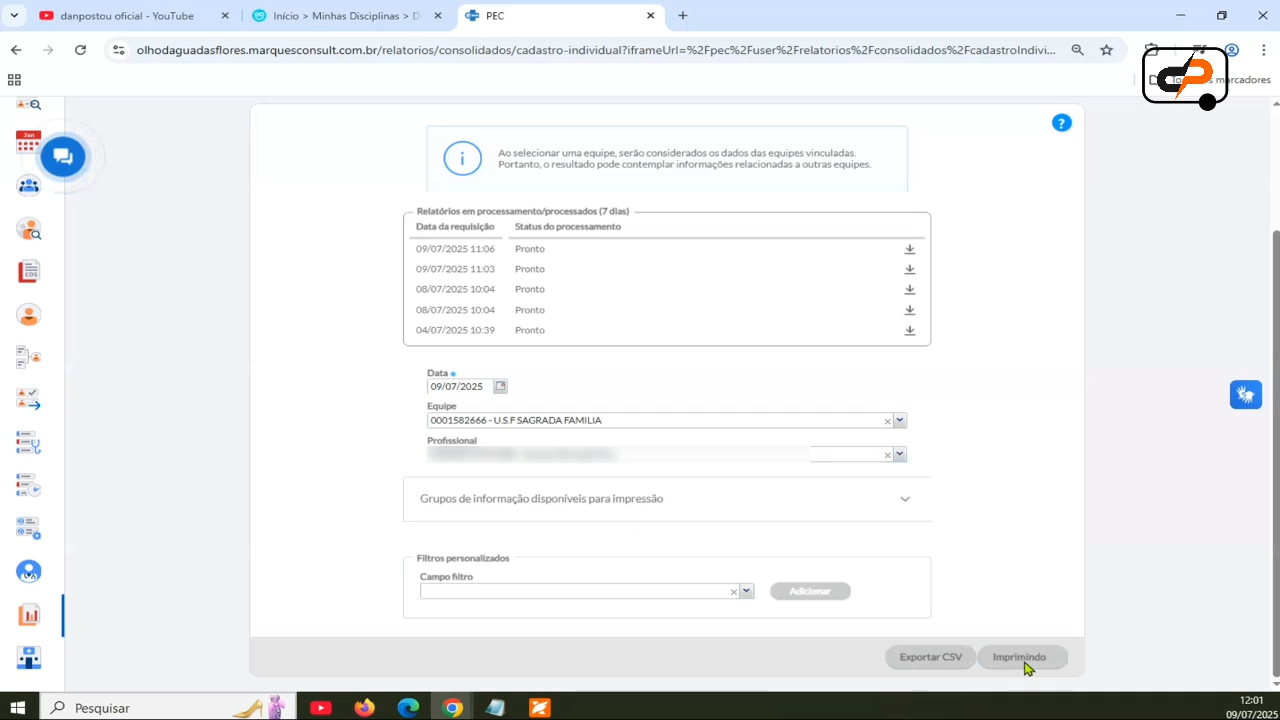 danpostou oficial - YouTube
Início > Minhas Disciplinas > D
PEC
olhodaguadasflores.marquesconsult.com.br/relatorios/consolidados/cadastro-individual?iframeUrl=%2Fpec%2Fuser%2Frelatorios%2Fconsolidados%2FcadastroIndivi...
marcadores
Jan
?
Ao selecionar uma equipe, serão considerados os dados das equipes vinculadas.
Portanto, o resultado pode contemplar informações relacionadas a outras equipes.
Relatórios em processamento/processados (7 dias)
Data da requisição Status do processamento
09/07/2025 11:06 Pronto
09/07/2025 11:03 Pronto
08/07/2025 10:04 Pronto
08/07/2025 10:04 Pronto
04/07/2025 10:39 Pronto
Data
09/07/2025
Equipe
0001582666 - U.S.F SAGRADA FAMILIA
Profissional
Grupos de informação disponíveis para impressão
Filtros personalizados
Campo filtro
Adicionar
Exportar CSV Imprimindo
Pesquisar
12:01
09/07/2025